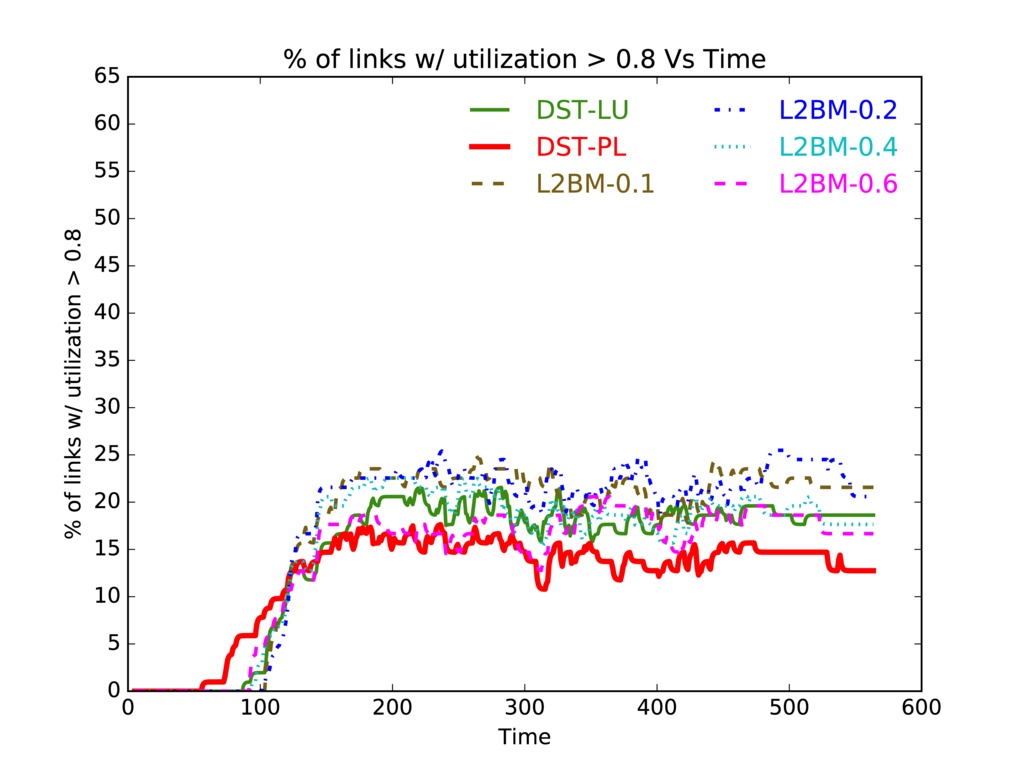 % of links w/ utilization > 0.8 Vs Time
65
60
55
50
45
40
35
30
25
20
15
10
5
0
% of links w/ utilization > 0.8
DST-LU
DST-PL
L2BM-0.1
L2BM-0.2
L2BM-0.4
L2BM-0.6
0 100 200 300 400 500 600
Time